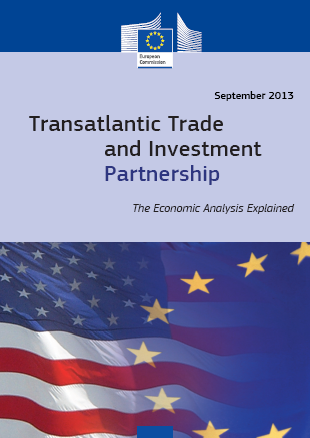 European
Commission
September 2013
Transatlantic Trade
and Investment
Partnership
The Economic Analysis Explained